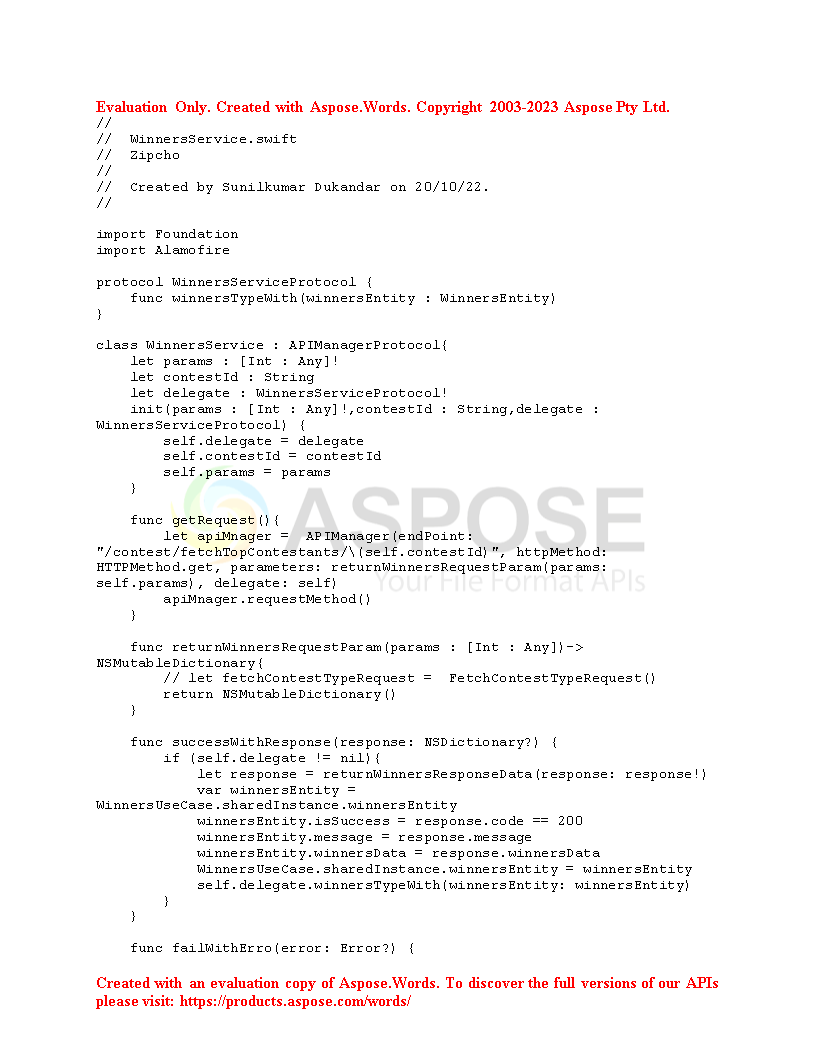 Evaluation Only. Created with Aspose.Words. Copyright 2003-2023 Aspose Pty Ltd.
//
//  WinnersService.swift
//  Zipcho
//
//  Created by Sunilkumar Dukandar on 20/10/22.
//

import Foundation
import Alamofire

protocol WinnersServiceProtocol {
    func winnersTypeWith(winnersEntity : WinnersEntity)
}

class WinnersService : APIManagerProtocol{
    let params : [Int : Any]!
    let contestId : String
    let delegate : WinnersServiceProtocol!
    init(params : [Int : Any]!,contestId : String,delegate :
WinnersServiceProtocol) {
        self.delegate = delegate
        self.contestId = contestId
        self.params = params
    }
ASPOSE
Your File Format APIs

    func getRequest(){
        let apiMnager =  APIManager(endPoint:
"/contest/fetchTopContestants/\(self.contestId)", httpMethod:
HTTPMethod.get, parameters: returnWinnersRequestParam(params:
self.params), delegate: self)
        apiMnager.requestMethod()
    }

    func returnWinnersRequestParam(params : [Int : Any])->
NSMutableDictionary{
        // let fetchContestTypeRequest =  FetchContestTypeRequest()
        return NSMutableDictionary()
    }

    func successWithResponse(response: NSDictionary?) {
        if (self.delegate != nil){
            let response = returnWinnersResponseData(response: response!)
            var winnersEntity =
WinnersUseCase.sharedInstance.winnersEntity
            winnersEntity.isSuccess = response.code == 200
            winnersEntity.message = response.message
            winnersEntity.winnersData = response.winnersData
            WinnersUseCase.sharedInstance.winnersEntity = winnersEntity
            self.delegate.winnersTypeWith(winnersEntity: winnersEntity)
        }
    }

    func failWithErro(error: Error?) {

Created with an evaluation copy of Aspose.Words. To discover the full versions of our APIs
please visit: https://products.aspose.com/words/